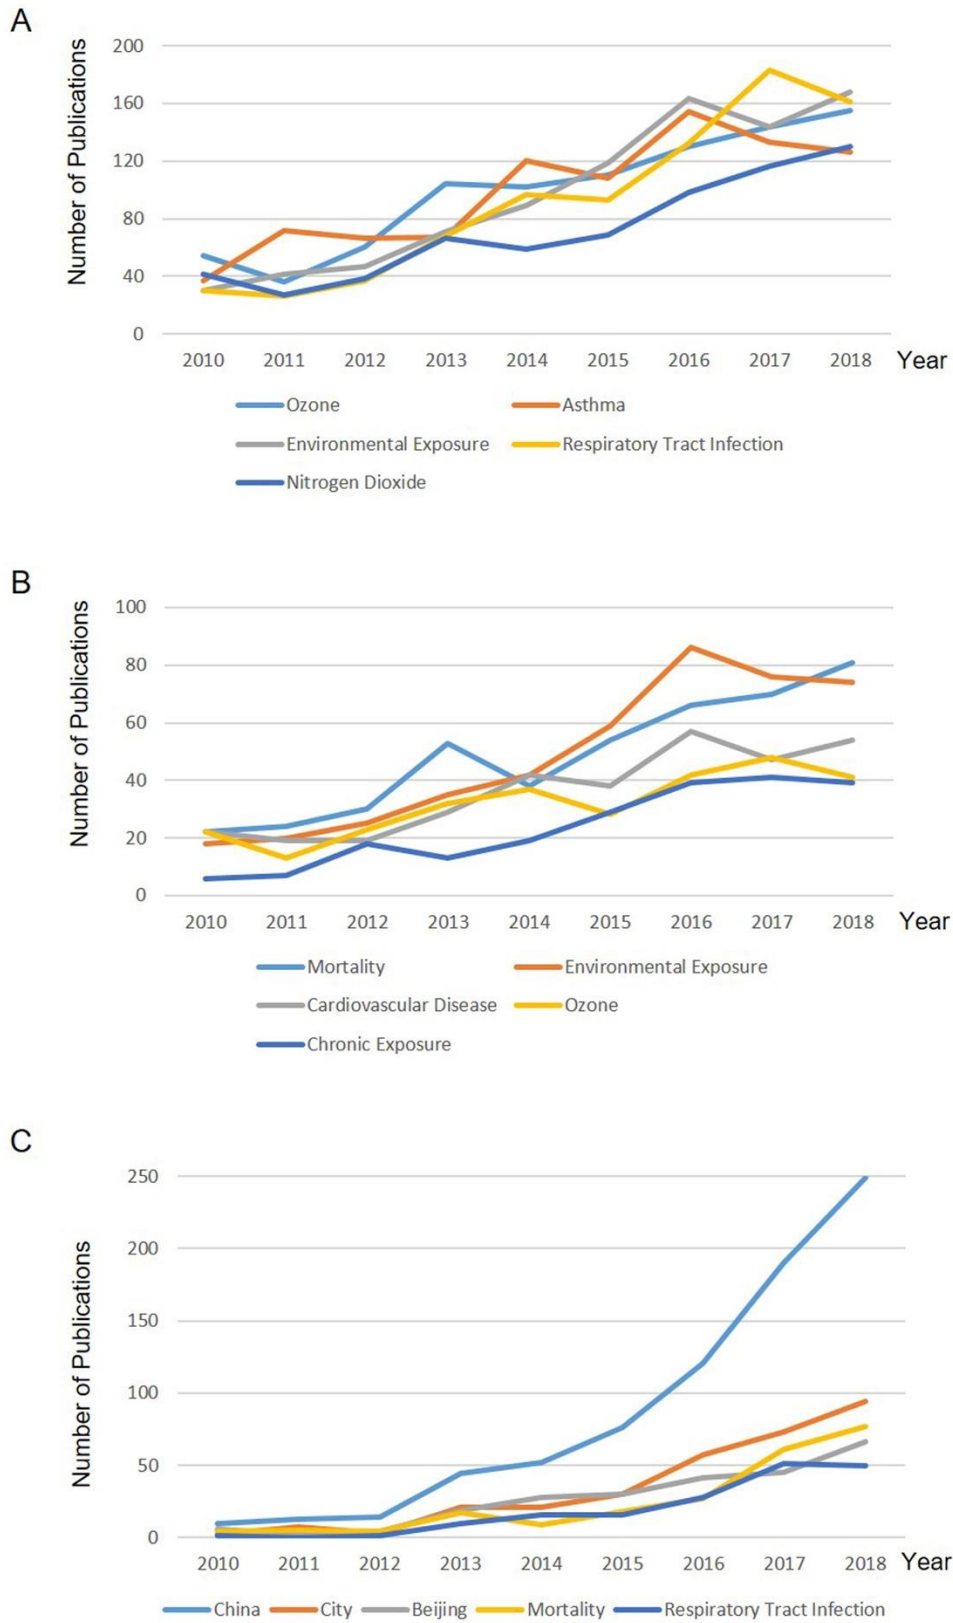 A
Number of Publications
200
160
120
80
40
0
2010 2011 2012 2013 2014 2015 2016 2017 2018 Year
Ozone Asthma
Environmental Exposure Respiratory Tract Infection
Nitrogen Dioxide
B
Number of Publications
100
80
60
40
20
0
2010 2011 2012 2013 2014 2015 2016 2017 2018 Year
Mortality Environmental Exposure
Cardiovascular Disease Ozone
Chronic Exposure
C
Number of Publications
250
200
150
100
50
0
2010 2011 2012 2013 2014 2015 2016 2017 2018 Year
China City Beijing Mortality Respiratory Tract Infection